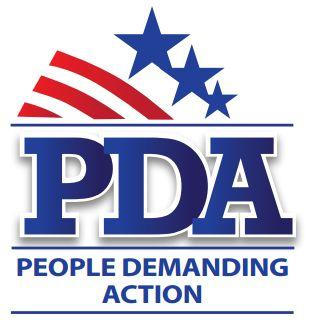 PDA
PEOPLE DEMANDING
ACTION